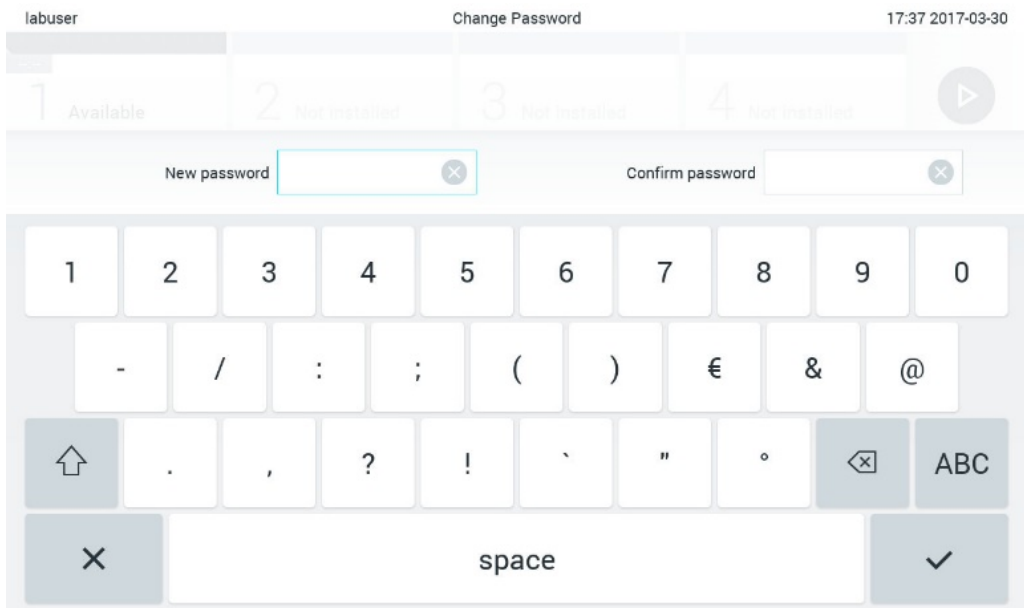 labuser Change Password 17:37 2017-03-30
1 Available 2 Not installed 3 Not installed 4 Not installed
New password Confirm password
1 2 3 4 5 6 7 8 9 0
- / : ; ( ) € & @
. , ? ! ` " ° ABC
space